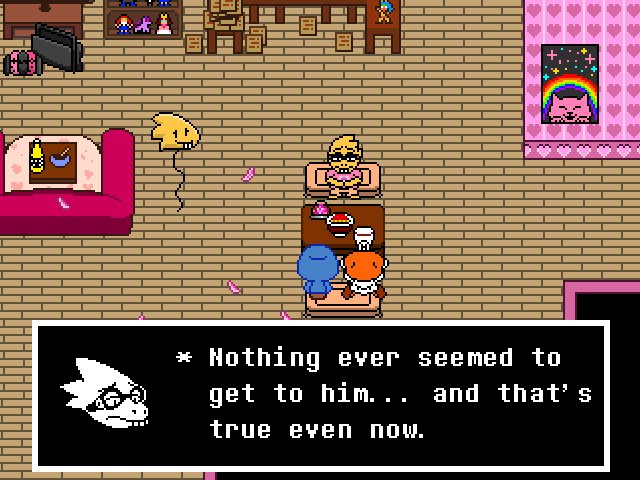 * Nothing ever seemed to
get to him... and that's
true even now.